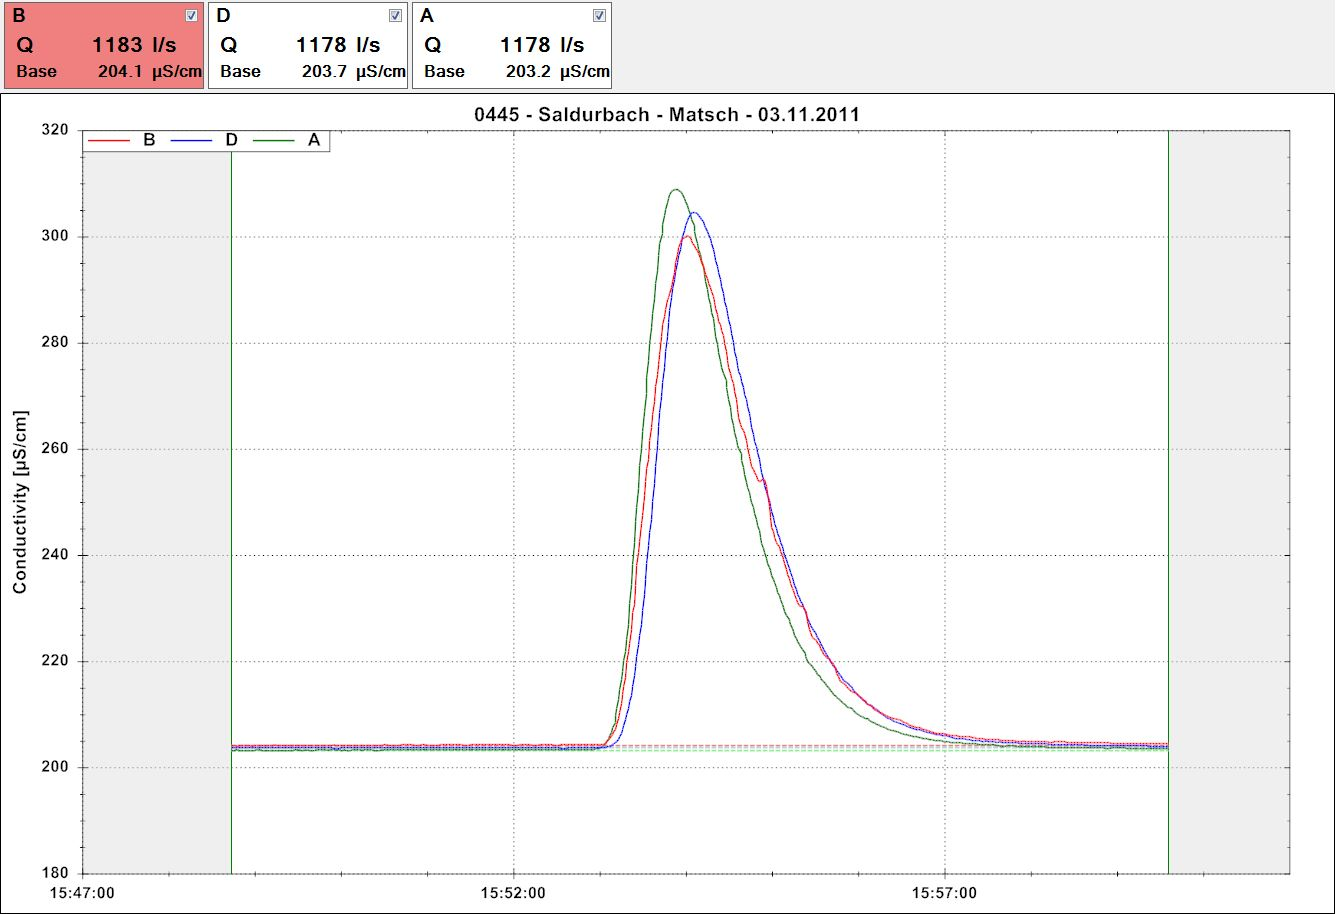 B
Q 1183 l/s
Base 204.1 µS/cm
D
Q 1178 l/s
Base 203.7 µS/cm
A
Q 1178 l/s
Base 203.2 µS/cm
0445 - Saldurbach - Matsch - 03.11.2011
B D A
320
300
280
260
240
220
200
180
Conductivity [µS/cm]
15:47:00 15:52:00 15:57:00